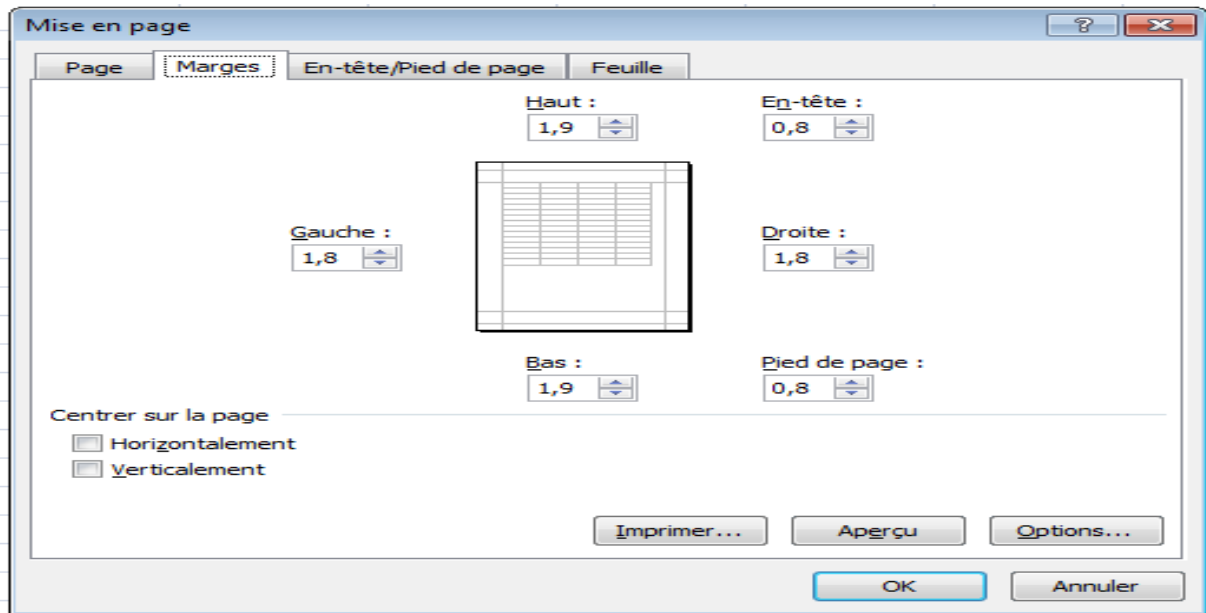 Mise en page
Page Marges En-tête/Pied de page Feuille
Haut : En-tête :
1,9 0,8
Gauche : Droite :
1,8 1,8
Bas : Pied de page :
1,9 0,8
Centrer sur la page
Horizontalement
Verticalement
Imprimer... Aperçu Options...
OK Annuler